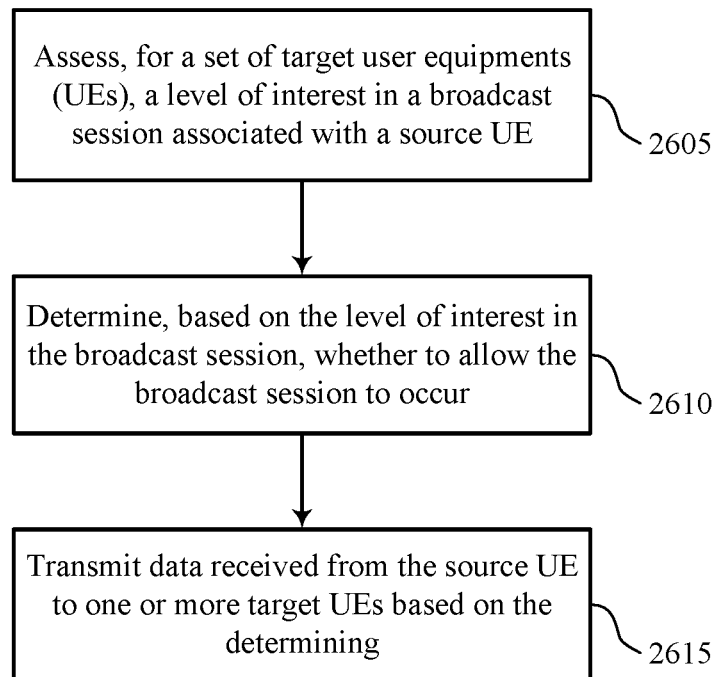 Assess, for a set of target user equipments
(UEs), a level of interest in a broadcast
session associated with a source UE
2605
Determine, based on the level of interest in
the broadcast session, whether to allow the
broadcast session to occur
2610
Transmit data received from the source UE
to one or more target UEs based on the
determining
2615